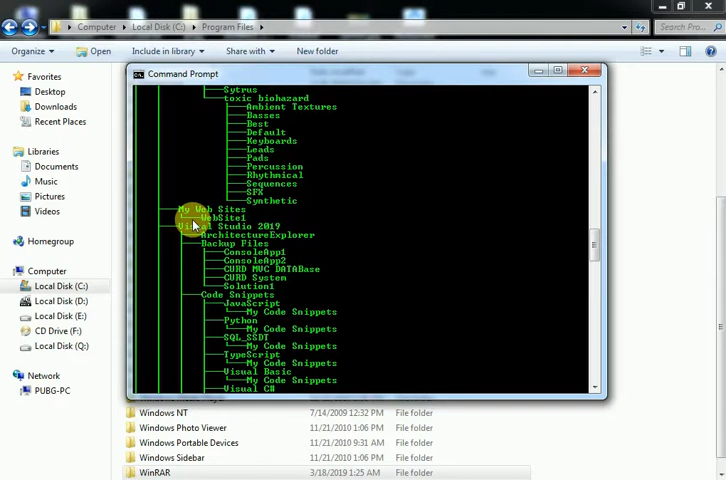 Computer ▸ Local Disk (C:) ▸ Program Files ▸
Search Pro...
Organize Open Include in library Share with New folder
Favorites
Desktop
Downloads
Recent Places
Libraries
Documents
Music
Pictures
Videos
Homegroup
Computer
Local Disk (C:)
Local Disk (D:)
Local Disk (E:)
CD Drive (F:)
Local Disk (Q:)
Network
PUBG-PC
Command Prompt
Sytrus
toxic biohazard
Ambient Textures
Basses
Best
Default
Keyboards
Leads
Pads
Percussion
Rhythmical
Sequences
SFX
Synthetic
My Web Sites
WebSite1
Visual Studio 2019
ArchitectureExplorer
Backup Files
ConsoleApp1
ConsoleApp2
CURD MVC DATABase
CURD System
Solution1
Code Snippets
JavaScript
My Code Snippets
Python
My Code Snippets
SQL_SSDT
My Code Snippets
TypeScript
My Code Snippets
Visual Basic
My Code Snippets
Visual C#
Windows NT 7/14/2009 12:32 PM File folder
Windows Photo Viewer 11/21/2010 1:06 PM File folder
Windows Portable Devices 11/21/2010 9:31 AM File folder
Windows Sidebar 11/21/2010 1:06 PM File folder
WinRAR 3/18/2019 1:25 AM File folder